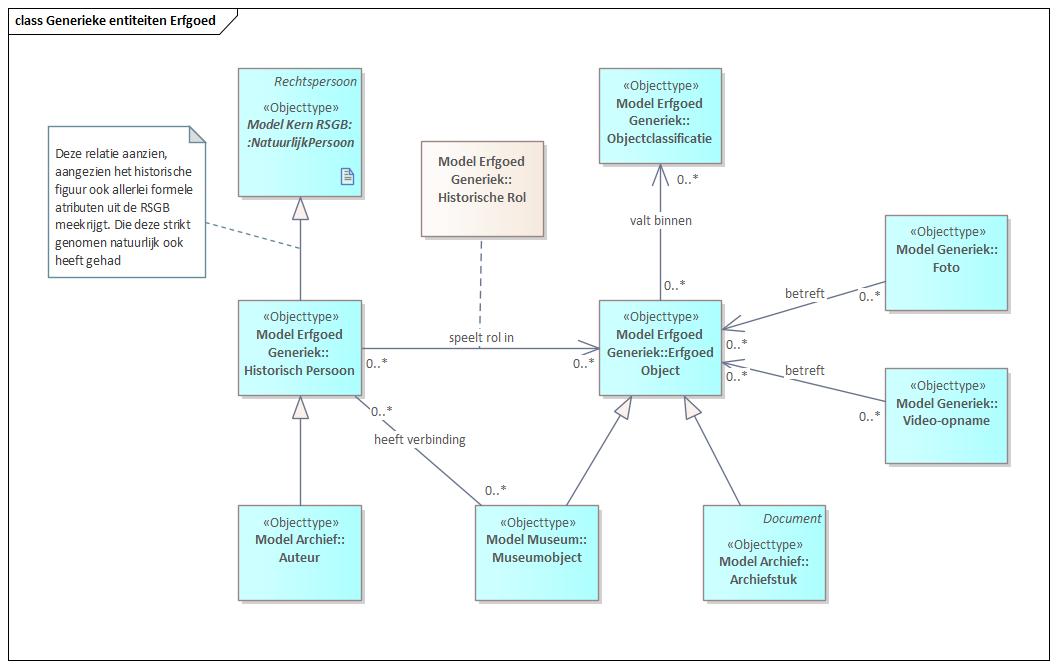 class Generieke entiteiten Erfgoed
Rechtspersoon
«Objecttype»
Model Kern RSGB:
:NatuurlijkPersoon
Deze relatie aanzien,
aangezien het historische
figuur ook allerlei formele
atributen uit de RSGB
meekrijgt. Die deze strikt
genomen natuurlijk ook
heeft gehad
Model Erfgoed
Generiek::
Historische Rol
«Objecttype»
Model Erfgoed
Generiek::
Objectclassificatie
0..*
valt binnen
0..*
«Objecttype»
Model Generiek::
Foto
betreft
0..*
0..*
«Objecttype»
Model Erfgoed
Generiek::
Historisch Persoon
speelt rol in
0..*
0..*
«Objecttype»
Model Erfgoed
Generiek::Erfgoed
Object
betreft
0..*
0..*
«Objecttype»
Model Generiek::
Video-opname
0..*
heeft verbinding
0..*
«Objecttype»
Model Archief::
Auteur
«Objecttype»
Model Museum::
Museumobject
Document
«Objecttype»
Model Archief::
Archiefstuk